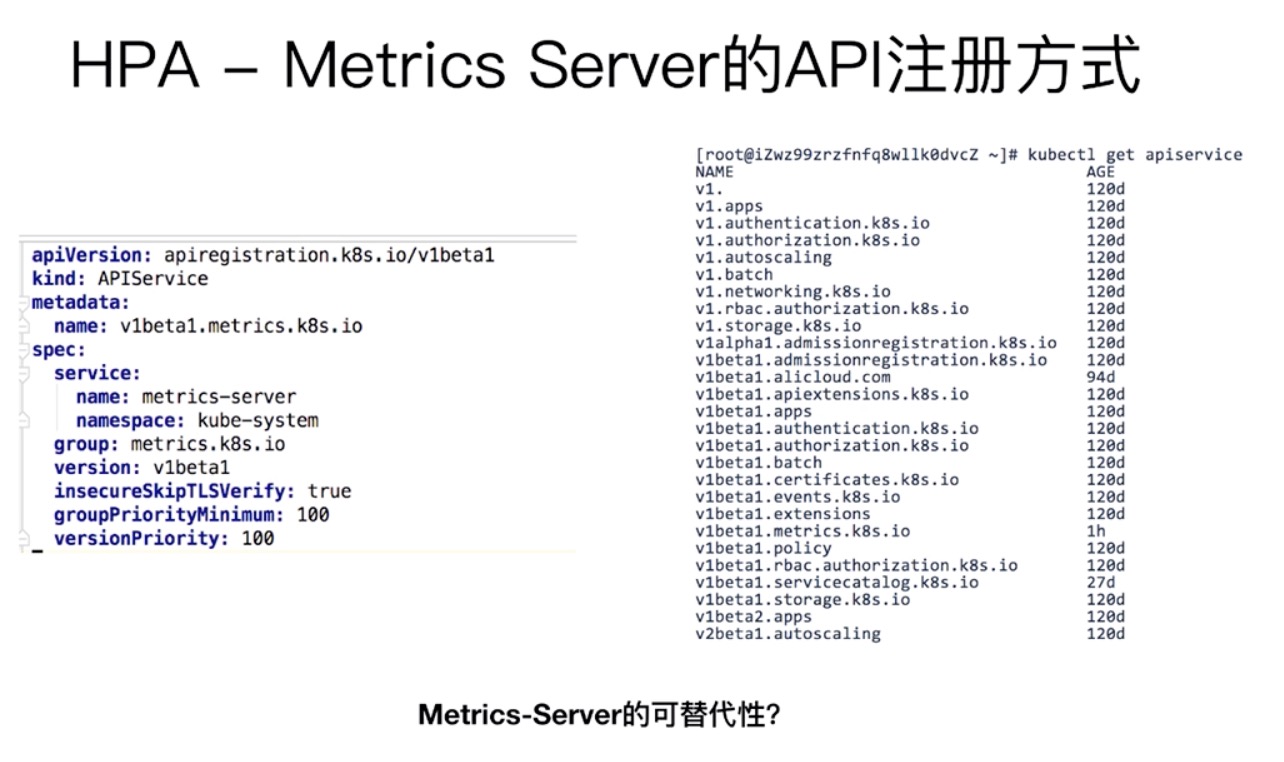 HPA – Metrics Server的API注册方式
apiVersion: apiregistration.k8s.io/v1beta1
kind: APIService
metadata:
  name: v1beta1.metrics.k8s.io
spec:
  service:
    name: metrics-server
    namespace: kube-system
  group: metrics.k8s.io
  version: v1beta1
  insecureSkipTLSVerify: true
  groupPriorityMinimum: 100
  versionPriority: 100
[root@iZwz99zrzfnfq8wllk0dvcZ ~]# kubectl get apiservice
NAME AGE
v1. 120d
v1.apps 120d
v1.authentication.k8s.io 120d
v1.authorization.k8s.io 120d
v1.autoscaling 120d
v1.batch 120d
v1.networking.k8s.io 120d
v1.rbac.authorization.k8s.io 120d
v1.storage.k8s.io 120d
v1alpha1.admissionregistration.k8s.io 120d
v1beta1.admissionregistration.k8s.io 120d
v1beta1.alicloud.com 94d
v1beta1.apiextensions.k8s.io 120d
v1beta1.apps 120d
v1beta1.authentication.k8s.io 120d
v1beta1.authorization.k8s.io 120d
v1beta1.batch 120d
v1beta1.certificates.k8s.io 120d
v1beta1.events.k8s.io 120d
v1beta1.extensions 120d
v1beta1.metrics.k8s.io 1h
v1beta1.policy 120d
v1beta1.rbac.authorization.k8s.io 120d
v1beta1.servicecatalog.k8s.io 27d
v1beta1.storage.k8s.io 120d
v1beta2.apps 120d
v2beta1.autoscaling 120d
Metrics-Server的可替代性?